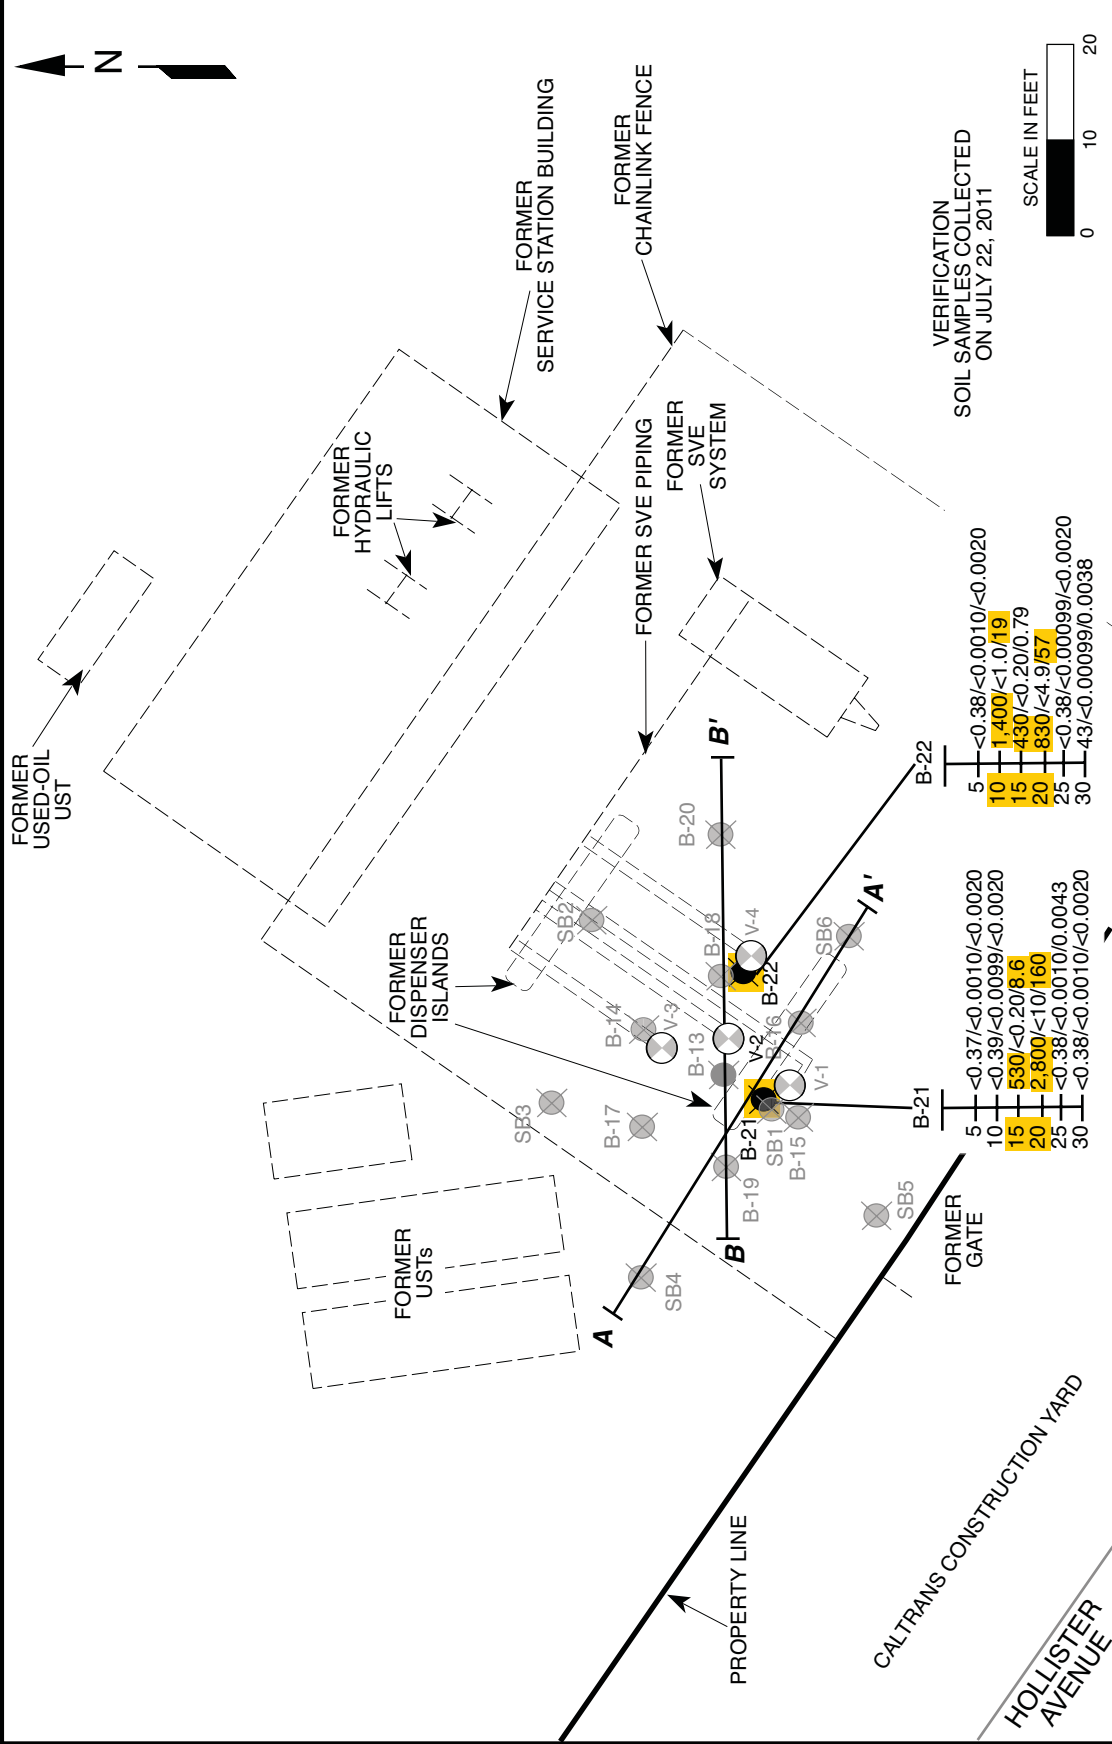 N
FORMER
USED-OIL
UST
FORMER
HYDRAULIC
LIFTS
FORMER
SERVICE STATION BUILDING
FORMER
CHAINLINK FENCE
FORMER SVE PIPING
FORMER
SVE
SYSTEM
FORMER
DISPENSER
ISLANDS
FORMER
USTs
SB2
SB3
B-14
V-3
B-17
B-13
B-18
B-20
V-4
B-22
V-2
B-16
V-1
B-21
SB1
B-15
B-19
SB4
SB5
SB6
A
A'
B
B'
FORMER
GATE
PROPERTY LINE
CALTRANS CONSTRUCTION YARD
HOLLISTER
AVENUE
B-21
5 <0.37/<0.0010/<0.0020
10 <0.39/<0.0099/<0.0020
15 530/<0.20/8.6
20 2,800/<10/160
25 <0.38/<0.0010/0.0043
30 <0.38/<0.0010/<0.0020
B-22
5 <0.38/<0.0010/<0.0020
10 1,400/<1.0/19
15 430/<0.20/0.79
20 830/<4.9/57
25 <0.38/<0.00099/<0.0020
30 43/<0.00099/0.0038
VERIFICATION
SOIL SAMPLES COLLECTED
ON JULY 22, 2011
SCALE IN FEET
0 10 20